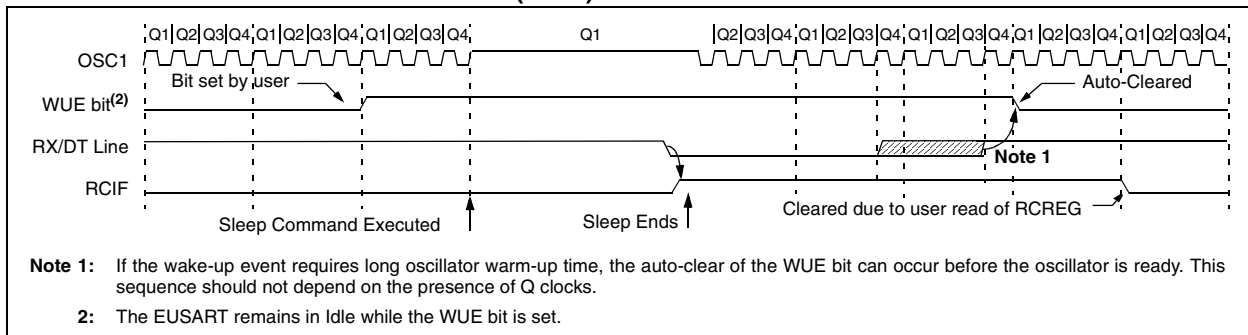 Q1 Q2 Q3 Q4 Q1 Q2 Q3 Q4 Q1 Q2 Q3 Q4 Q1 Q2 Q3 Q4 Q1 Q2 Q3 Q4 Q1 Q2 Q3 Q4 Q1 Q2 Q3 Q4 Q1 Q2 Q3 Q4
OSC1
Bit set by user
Auto-Cleared
WUE bit(2)
RX/DT Line
Note 1
RCIF
Cleared due to user read of RCREG
Sleep Command Executed
Sleep Ends
Note 1: If the wake-up event requires long oscillator warm-up time, the auto-clear of the WUE bit can occur before the oscillator is ready. This
sequence should not depend on the presence of Q clocks.
2: The EUSART remains in Idle while the WUE bit is set.